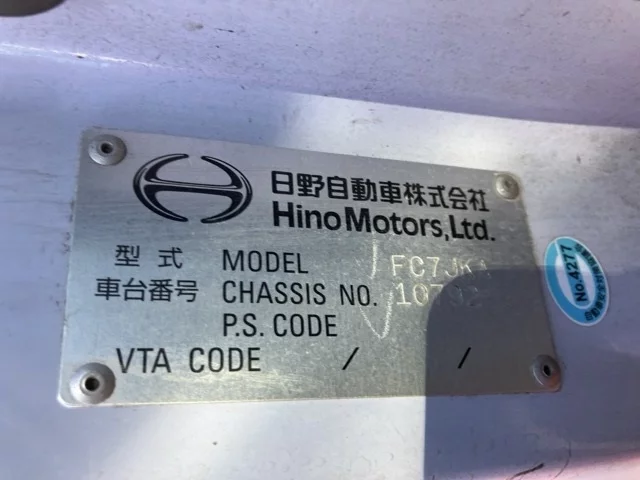 日野自動車株式会社
Hino Motors, Ltd.
型式 MODEL FC7JKA
車台番号 CHASSIS NO.
P.S. CODE
VTA CODE / /
No.4277